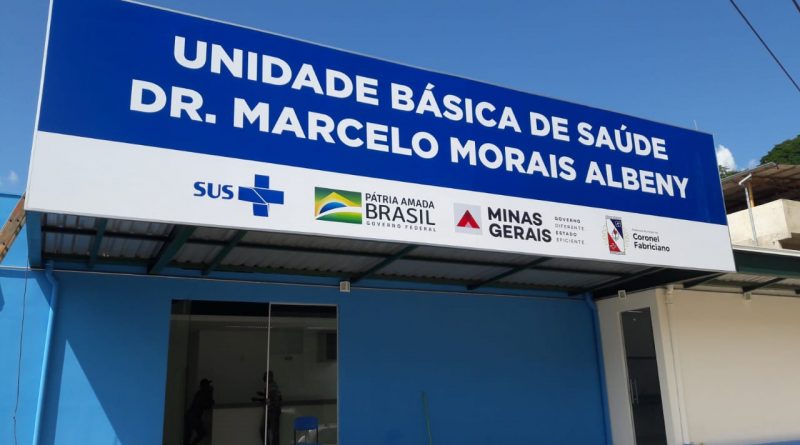 UNIDADE BÁSICA DE SAÚDE
DR. MARCELO MORAIS ALBENY
SUS
PÁTRIA AMADA
BRASIL
GOVERNO FEDERAL
MINAS
GERAIS
GOVERNO
DIFERENTE
ESTADO
EFICIENTE
Coronel
Fabriciano